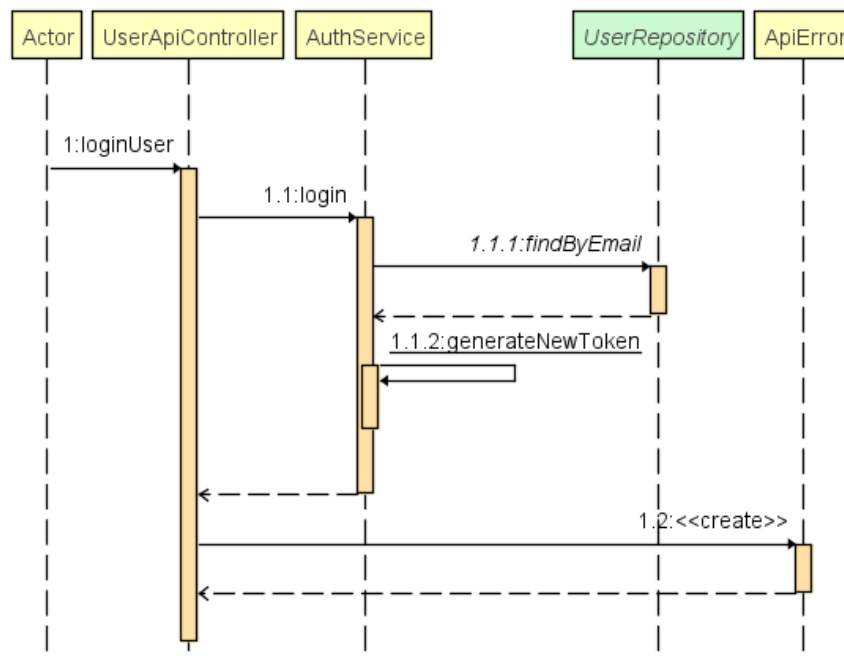 Actor
UserApiController
AuthService
UserRepository
ApiError
1:loginUser
1.1:login
1.1.1:findByEmail
1.1.2:generateNewToken
1.2:<<create>>